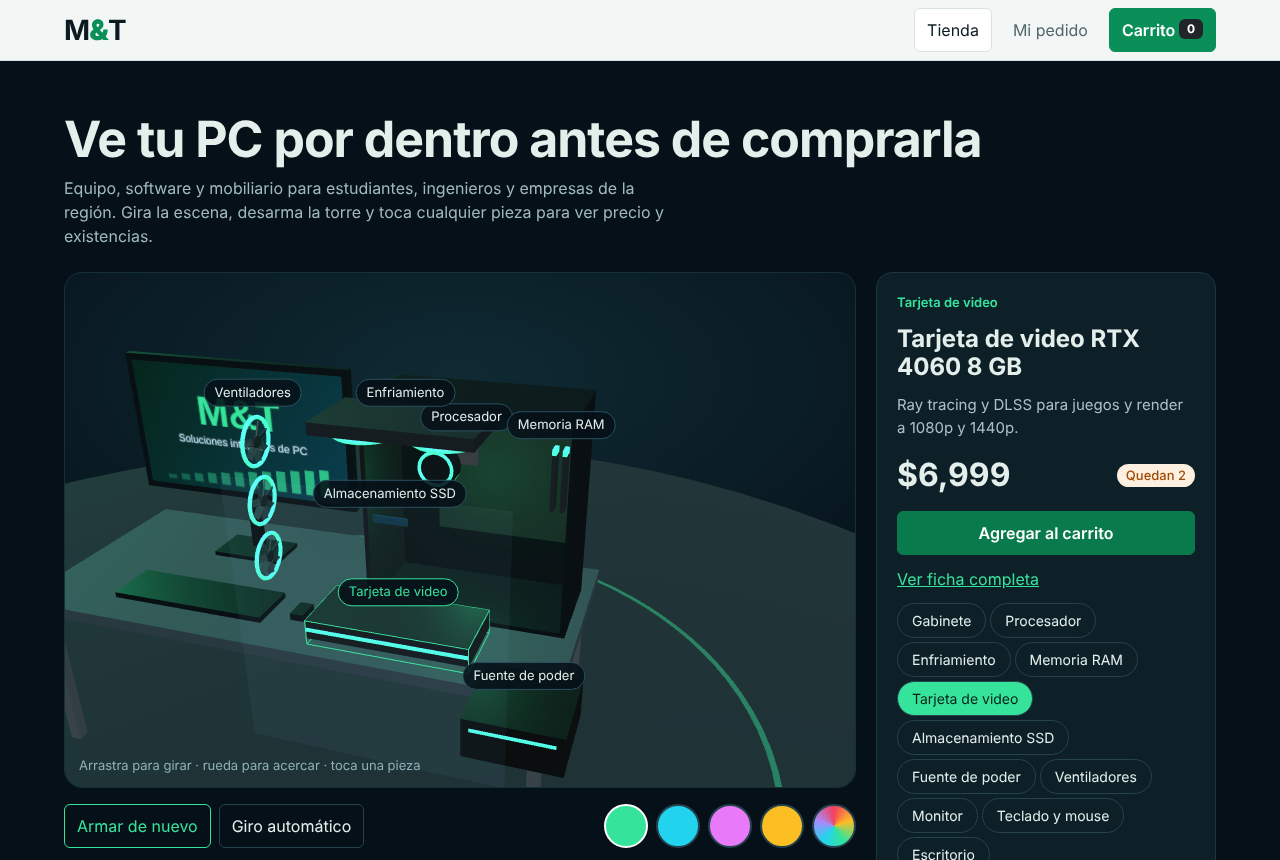 M&T
Tienda
Mi pedido
Carrito 0
Ve tu PC por dentro antes de comprarla
Equipo, software y mobiliario para estudiantes, ingenieros y empresas de la
región. Gira la escena, desarma la torre y toca cualquier pieza para ver precio y
existencias.
M&T
Soluciones
s de PC
Ventiladores
Enfriamiento
Procesador
Memoria RAM
Almacenamiento SSD
Tarjeta de video
Fuente de poder
Arrastra para girar · rueda para acercar · toca una pieza
Armar de nuevo
Giro automático
Tarjeta de video
Tarjeta de video RTX
4060 8 GB
Ray tracing y DLSS para juegos y render
a 1080p y 1440p.
$6,999
Quedan 2
Agregar al carrito
Ver ficha completa
Gabinete
Procesador
Enfriamiento
Memoria RAM
Tarjeta de video
Almacenamiento SSD
Fuente de poder
Ventiladores
Monitor
Teclado y mouse
Escritorio